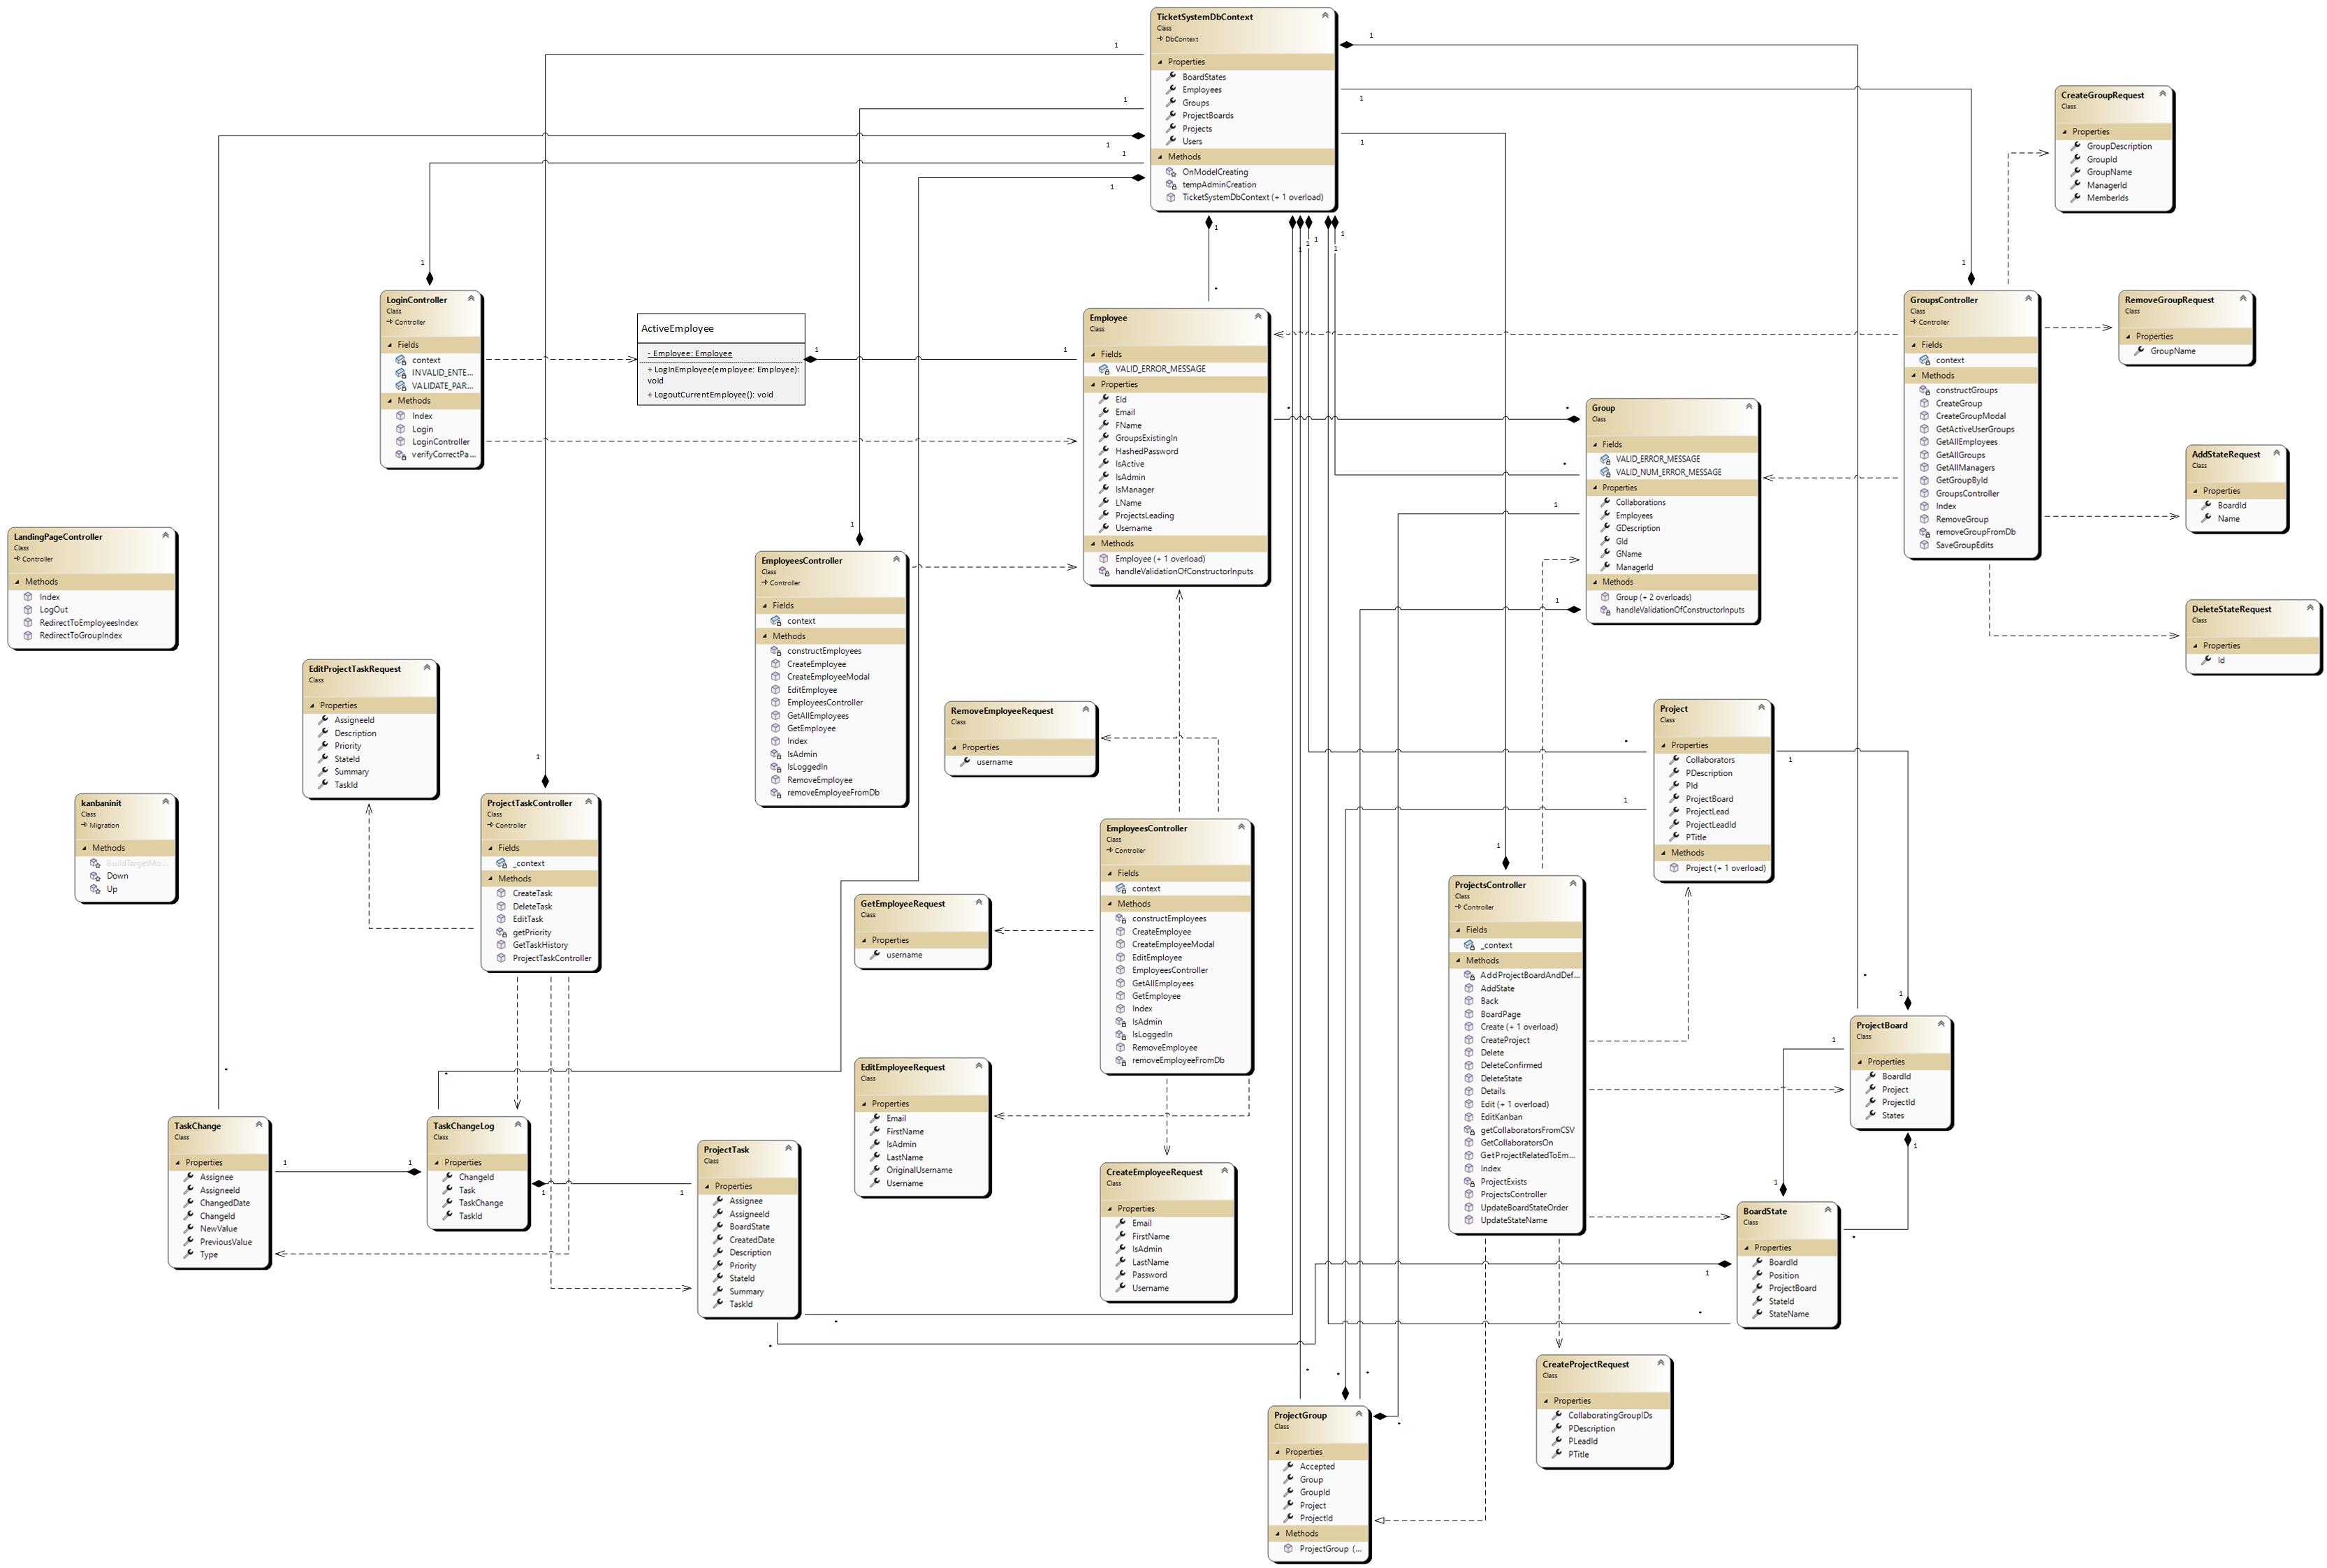 TicketSystemDbContext
Class
DbContext
Properties
BoardStates
Employees
Groups
ProjectBoards
Projects
Users
Methods
OnModelCreating
tempAdminCreation
TicketSystemDbContext (+ 1 overload)
CreateGroupRequest
Class
Properties
GroupDescription
GroupId
GroupName
ManagerId
MemberIds
LoginController
Class
Controller
Fields
context
INVALID_ENTE...
VALIDATE_PAR...
Methods
Index
Login
LoginController
verifyCorrectPa...
ActiveEmployee
- Employee: Employee
+ LogInEmployee(employee: Employee):
void
+ LogoutCurrentEmployee(): void
Employee
Class
Fields
VALID_ERROR_MESSAGE
Properties
EId
Email
FName
GroupsExistingIn
HashedPassword
IsActive
IsAdmin
IsManager
LName
ProjectsLeading
Username
Methods
Employee (+ 1 overload)
handleValidationOfConstructorInputs
GroupsController
Class
Controller
Fields
context
Methods
constructGroups
CreateGroup
CreateGroupModal
GetActiveUserGroups
GetAllEmployees
GetAllGroups
GetAllManagers
GetGroupById
GroupsController
Index
RemoveGroup
removeGroupFromDb
SaveGroupEdits
RemoveGroupRequest
Class
Properties
GroupName
Group
Class
Fields
VALID_ERROR_MESSAGE
VALID_NUM_ERROR_MESSAGE
Properties
Collaborations
Employees
GDescription
GId
GName
ManagerId
Methods
Group (+ 2 overloads)
handleValidationOfConstructorInputs
AddStateRequest
Class
Properties
BoardId
Name
LandingPageController
Class
Controller
Methods
Index
LogOut
RedirectToEmployeesIndex
RedirectToGroupIndex
EmployeesController
Class
Controller
Fields
context
Methods
constructEmployees
CreateEmployee
CreateEmployeeModal
EditEmployee
EmployeesController
GetAllEmployees
GetEmployee
Index
IsAdmin
IsLoggedIn
RemoveEmployee
removeEmployeeFromDb
DeleteStateRequest
Class
Properties
Id
EditProjectTaskRequest
Class
Properties
AssigneeId
Description
Priority
StateId
Summary
TaskId
RemoveEmployeeRequest
Class
Properties
username
Project
Class
Properties
Collaborators
PDescription
PId
ProjectBoard
ProjectLead
ProjectLeadId
PTitle
Methods
Project (+ 1 overload)
kanbaninit
Class
Migration
Methods
BuildTargetMo...
Down
Up
ProjectTaskController
Class
Controller
Fields
_context
Methods
CreateTask
DeleteTask
EditTask
getPriority
GetTaskHistory
ProjectTaskController
EmployeesController
Class
Controller
Fields
context
Methods
constructEmployees
CreateEmployee
CreateEmployeeModal
EditEmployee
EmployeesController
GetAllEmployees
GetEmployee
Index
IsAdmin
IsLoggedIn
RemoveEmployee
removeEmployeeFromDb
GetEmployeeRequest
Class
Properties
username
ProjectsController
Class
Controller
Fields
_context
Methods
AddProjectBoardAndDef...
AddState
Back
BoardPage
Create (+ 1 overload)
CreateProject
Delete
DeleteConfirmed
DeleteState
Details
Edit (+ 1 overload)
EditKanban
getCollaboratorsFromCSV
GetCollaboratorsOn
GetProjectRelatedToEm...
Index
ProjectExists
ProjectsController
UpdateBoardStateOrder
UpdateStateName
ProjectBoard
Class
Properties
BoardId
Project
ProjectId
States
EditEmployeeRequest
Class
Properties
Email
FirstName
IsAdmin
LastName
OriginalUsername
Username
TaskChange
Class
Properties
Assignee
AssigneeId
ChangedDate
ChangeId
NewValue
PreviousValue
Type
TaskChangeLog
Class
Properties
ChangeId
Task
TaskChange
TaskId
ProjectTask
Class
Properties
Assignee
AssigneeId
BoardState
CreatedDate
Description
Priority
StateId
Summary
TaskId
CreateEmployeeRequest
Class
Properties
Email
FirstName
IsAdmin
LastName
Password
Username
BoardState
Class
Properties
BoardId
Position
ProjectBoard
StateId
StateName
CreateProjectRequest
Class
Properties
CollaboratingGroupIDs
PDescription
PLeadId
PTitle
ProjectGroup
Class
Properties
Accepted
Group
GroupId
Project
ProjectId
Methods
ProjectGroup (...